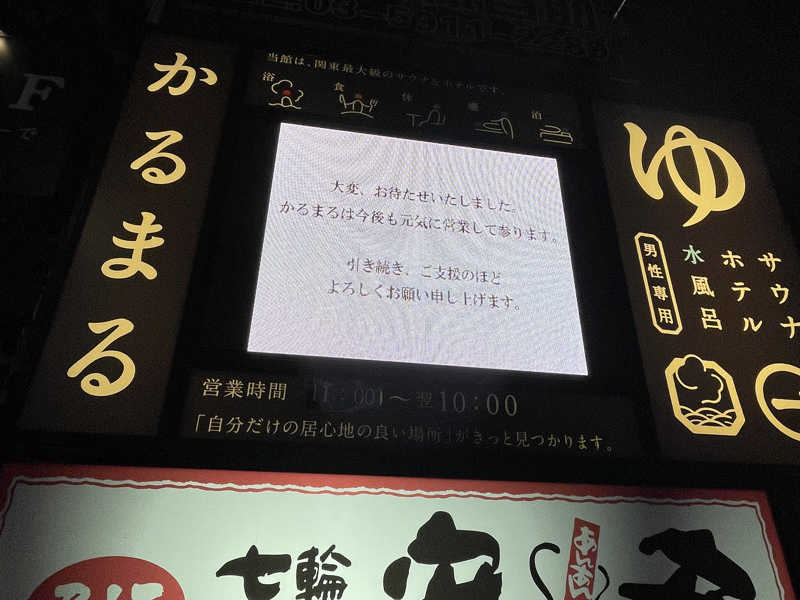 かるまる
当館は、関東最大級のサウナ&ホテルです。
浴 食 休 癒 泊
大変、お待たせいたしました。
かるまるは今後も元気に営業して参ります。
引き続き、ご支援のほど
よろしくお願い申し上げます。
営業時間 11:00~翌10:00
「自分だけの居心地の良い場所」がきっと見つかります。
ゆ
男性専用
サウナ
ホテル
水風呂
七輪
F